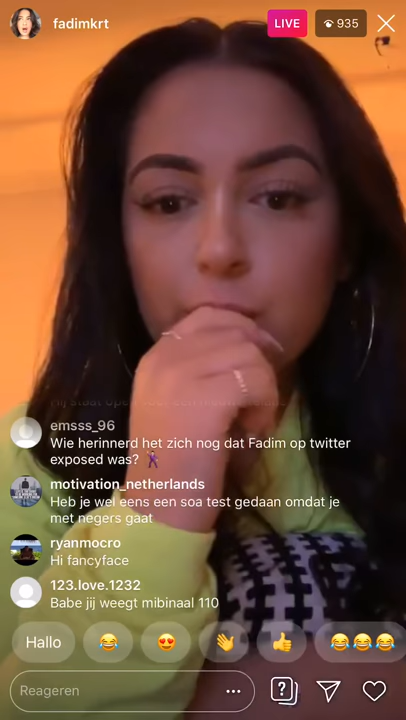 fadimkrt
LIVE
935
emsss_96
Wie herinnerd het zich nog dat Fadim op twitter
exposed was? 🕺🏽
motivation_netherlands
Heb je wel eens een soa test gedaan omdat je
met negers gaat
ryanmocro
Hi fancyface
123.love.1232
Babe jij weegt mibinaal 110
Hallo
😂 😍 👋 👍 😂😂😂
Reageren